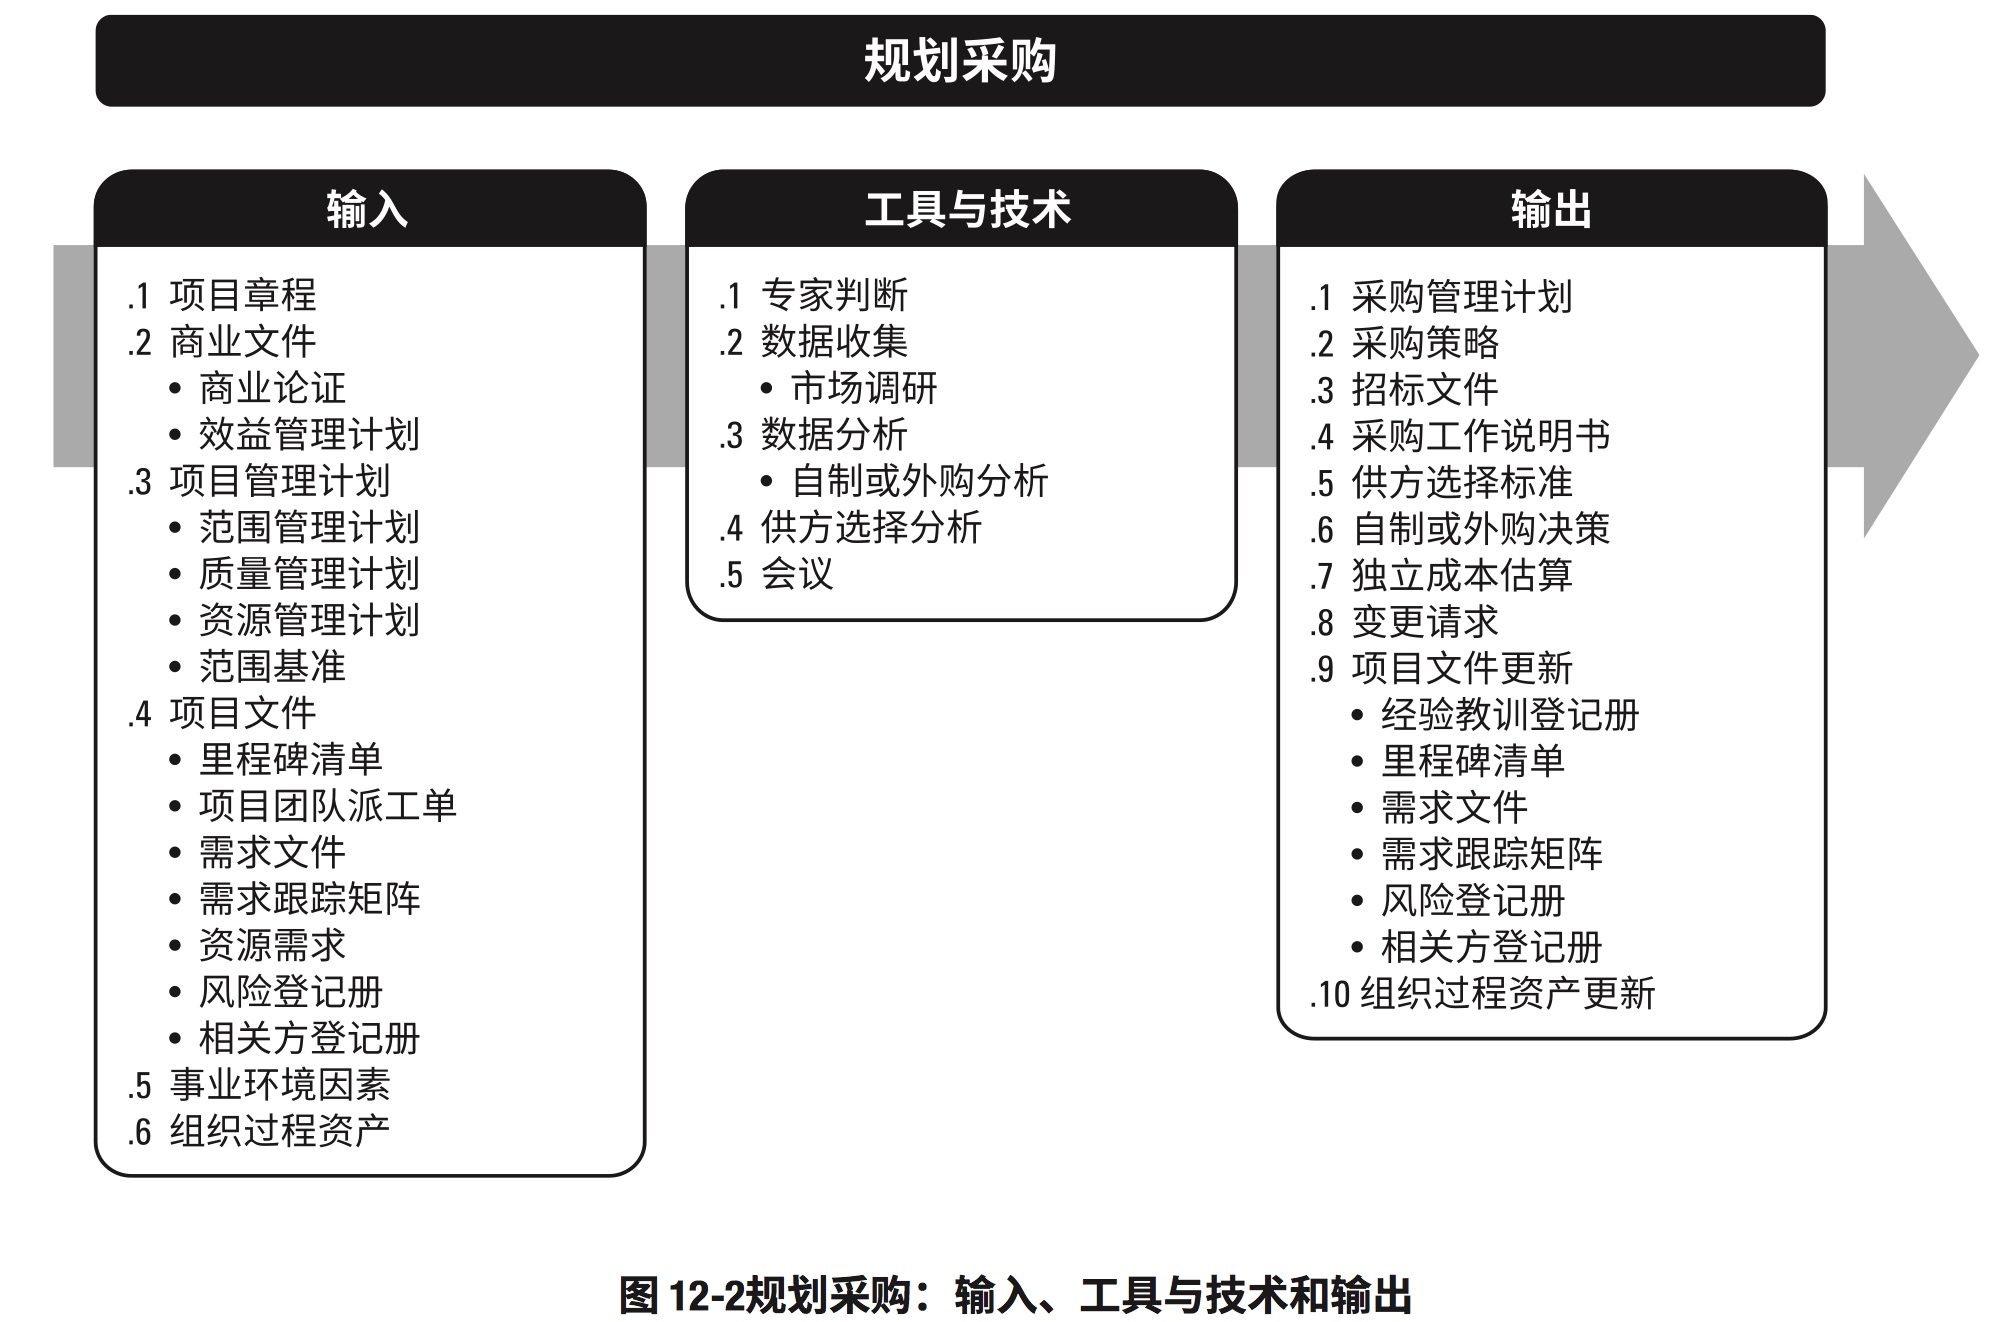 规划采购
输入
.1 项目章程
.2 商业文件
• 商业论证
• 效益管理计划
.3 项目管理计划
• 范围管理计划
• 质量管理计划
• 资源管理计划
• 范围基准
.4 项目文件
• 里程碑清单
• 项目团队派工单
• 需求文件
• 需求跟踪矩阵
• 资源需求
• 风险登记册
• 相关方登记册
.5 事业环境因素
.6 组织过程资产
工具与技术
.1 专家判断
.2 数据收集
• 市场调研
.3 数据分析
• 自制或外购分析
.4 供方选择分析
.5 会议
输出
.1 采购管理计划
.2 采购策略
.3 招标文件
.4 采购工作说明书
.5 供方选择标准
.6 自制或外购决策
.7 独立成本估算
.8 变更请求
.9 项目文件更新
• 经验教训登记册
• 里程碑清单
• 需求文件
• 需求跟踪矩阵
• 风险登记册
• 相关方登记册
.10 组织过程资产更新
图 12-2规划采购：输入、工具与技术和输出